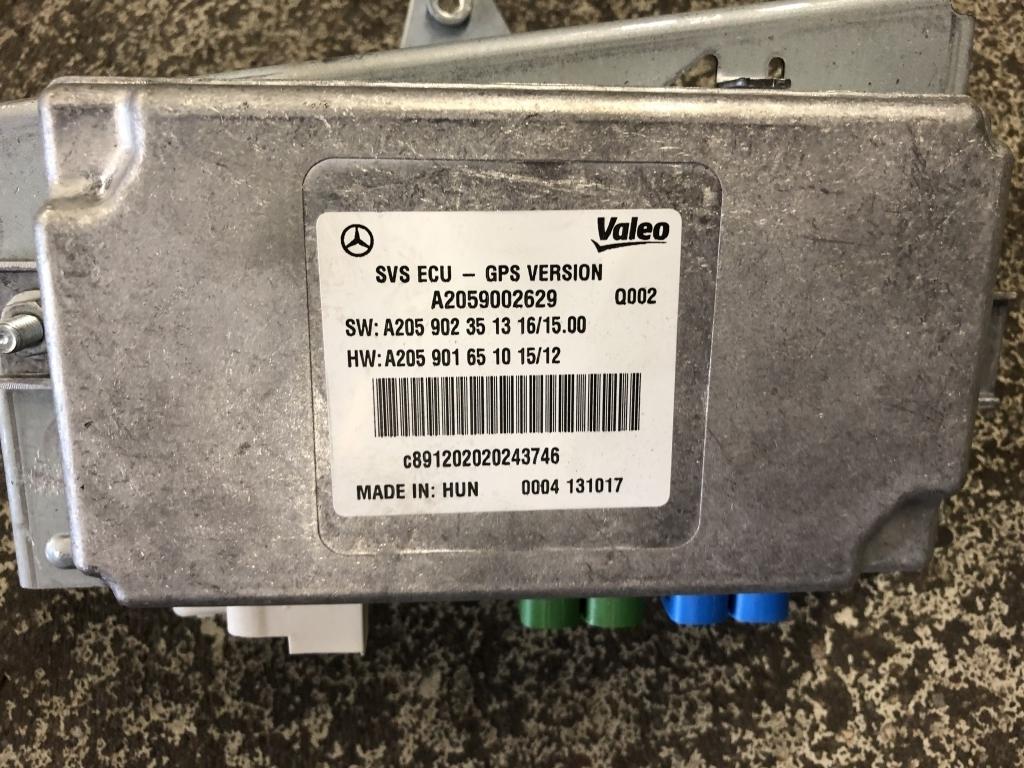 Valeo
SVS ECU – GPS VERSION
A2059002629 Q002
SW: A205 902 35 13 16/15.00
HW: A205 901 65 10 15/12
c891202020243746
MADE IN: HUN 0004 131017